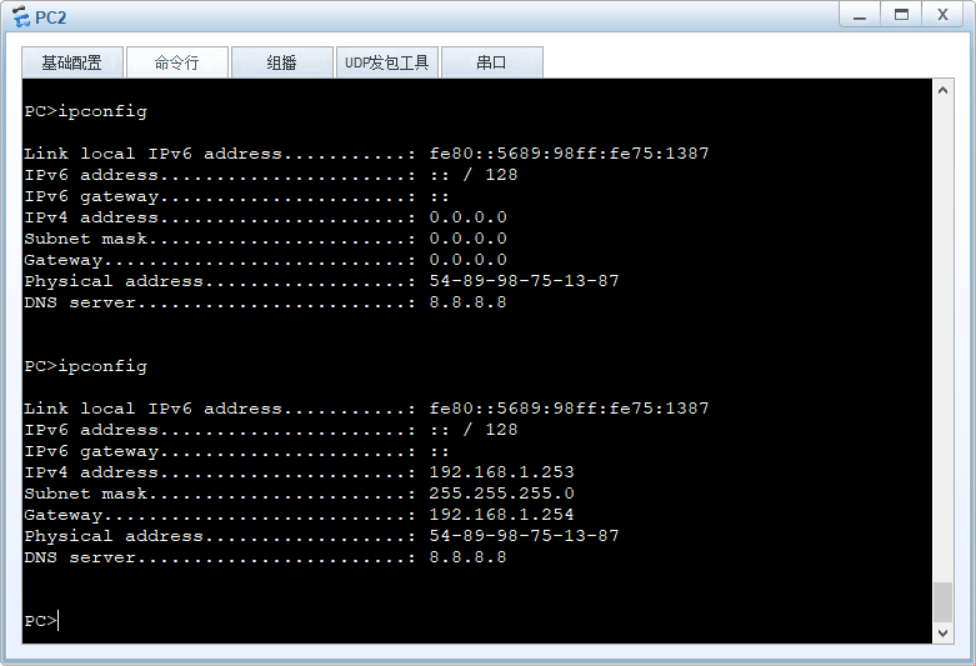 PC2
基础配置 命令行 组播 UDP发包工具 串口
PC>ipconfig
Link local IPv6 address...........: fe80::5689:98ff:fe75:1387
IPv6 address......................: :: / 128
IPv6 gateway......................: ::
IPv4 address......................: 0.0.0.0
Subnet mask.......................: 0.0.0.0
Gateway...........................: 0.0.0.0
Physical address..................: 54-89-98-75-13-87
DNS server........................: 8.8.8.8
PC>ipconfig
Link local IPv6 address...........: fe80::5689:98ff:fe75:1387
IPv6 address......................: :: / 128
IPv6 gateway......................: ::
IPv4 address......................: 192.168.1.253
Subnet mask.......................: 255.255.255.0
Gateway...........................: 192.168.1.254
Physical address..................: 54-89-98-75-13-87
DNS server........................: 8.8.8.8
PC>